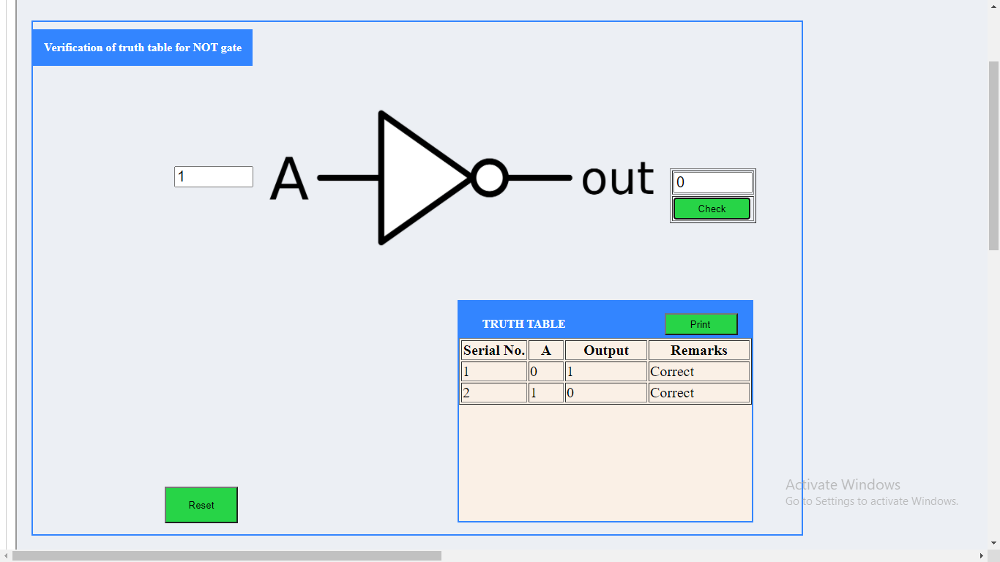 Verification of truth table for NOT gate
1 A out 0
Check
TRUTH TABLE Print
Serial No. A Output Remarks
1 0 1 Correct
2 1 0 Correct
Activate Windows
Go to Settings to activate Windows.
Reset